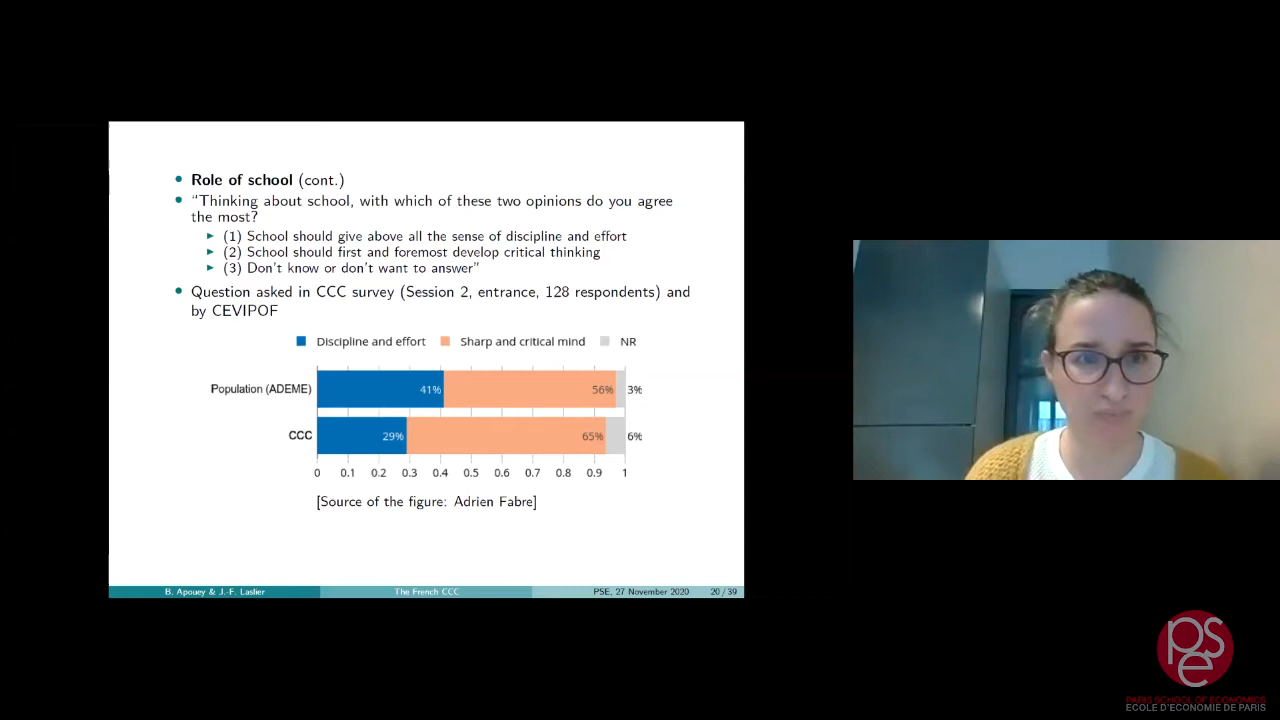 Role of school (cont.)
“Thinking about school, with which of these two opinions do you agree
the most?
(1) School should give above all the sense of discipline and effort
(2) School should first and foremost develop critical thinking
(3) Don't know or don't want to answer”
Question asked in CCC survey (Session 2, entrance, 128 respondents) and
by CEVIPOF
Discipline and effort Sharp and critical mind NR
Population (ADEME) 41% 56% 3%
CCC 29% 65% 6%
0 0.1 0.2 0.3 0.4 0.5 0.6 0.7 0.8 0.9 1
[Source of the figure: Adrien Fabre]
B. Apouey & J.-F. Laslier The French CCC PSE, 27 November 2020 20 / 39
pse
PARIS SCHOOL OF ECONOMICS
ECOLE D'ECONOMIE DE PARIS